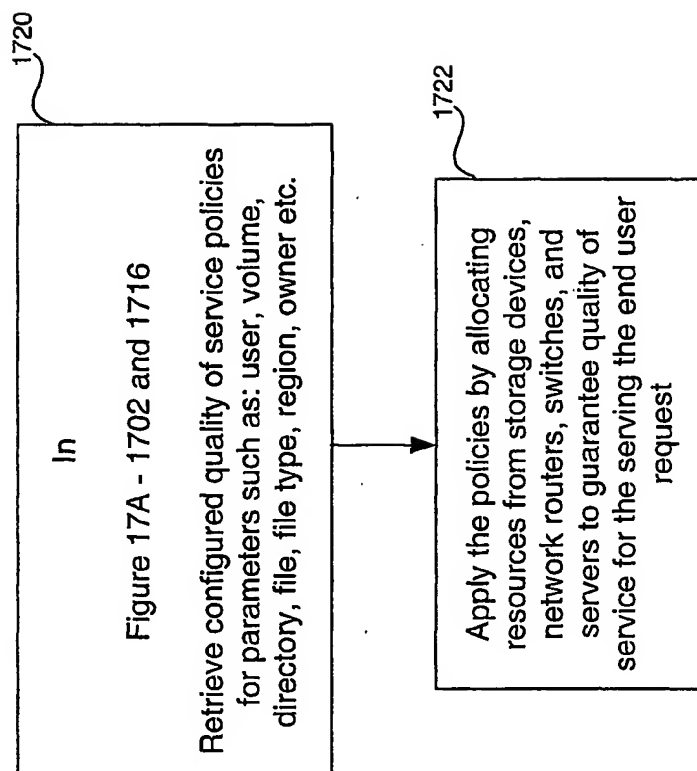 1720
In
Figure 17A - 1702 and 1716
Retrieve configured quality of service policies
for parameters such as: user, volume,
directory, file, file type, region, owner etc.
1722
Apply the policies by allocating
resources from storage devices,
network routers, switches, and
servers to guarantee quality of
service for the serving the end user
request